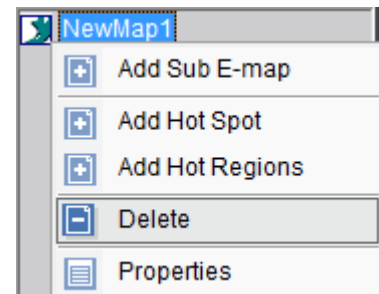 NewMap1
Add Sub E-map
Add Hot Spot
Add Hot Regions
Delete
Properties